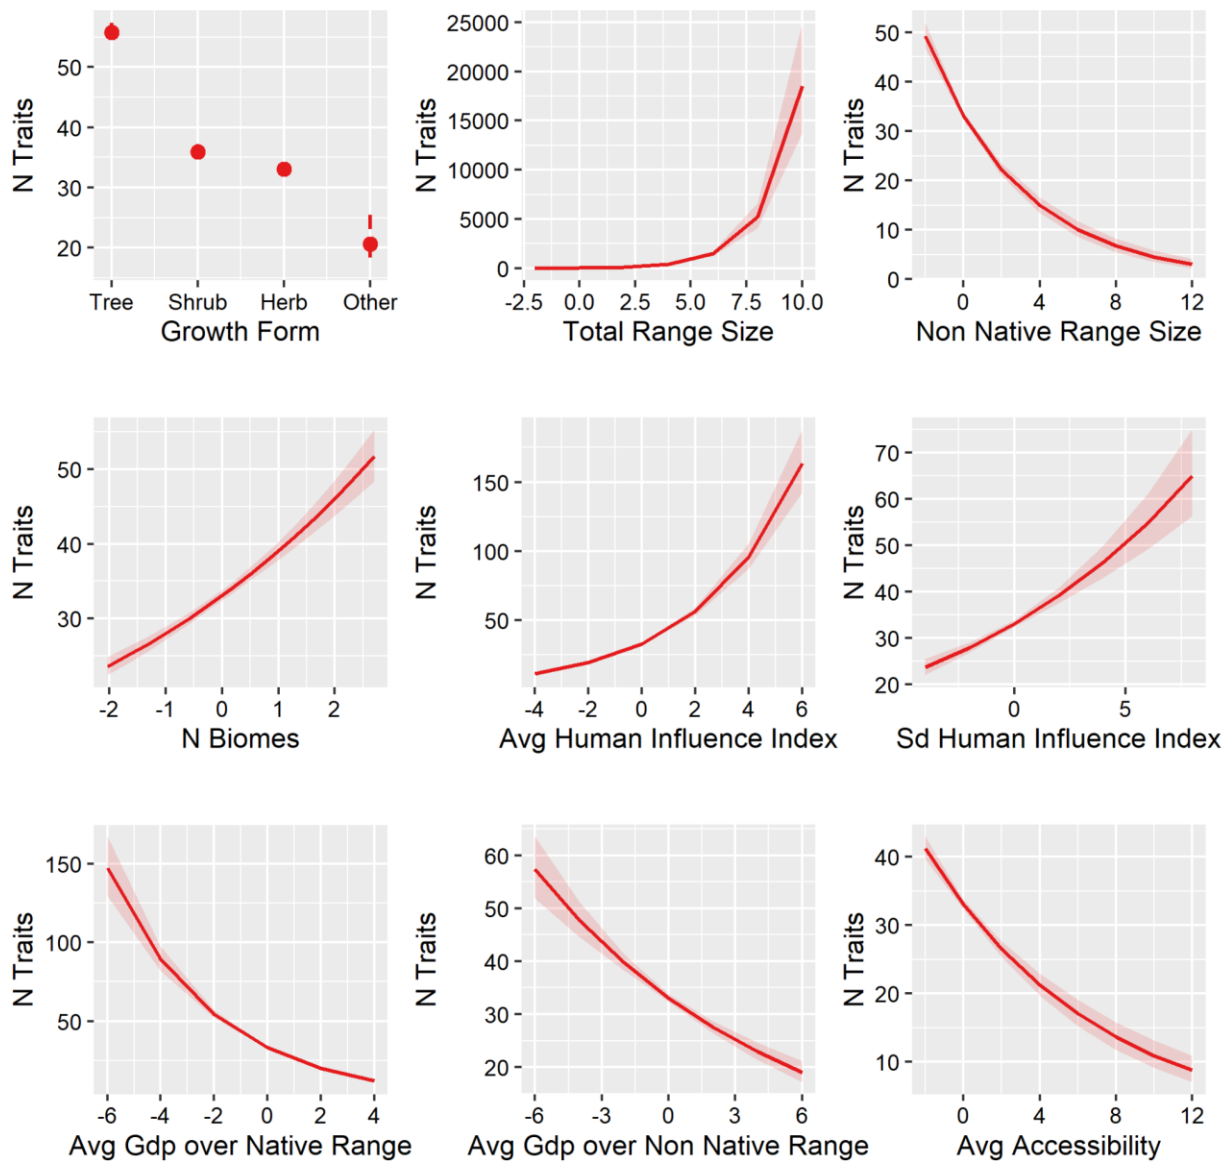 N Traits
50
40
30
20
Tree Shrub Herb Other
Growth Form
N Traits
25000
20000
15000
10000
5000
0
-2.5 0.0 2.5 5.0 7.5 10.0
Total Range Size
N Traits
50
40
30
20
10
0
0 4 8 12
Non Native Range Size
N Traits
50
40
30
-2 -1 0 1 2
N Biomes
N Traits
150
100
50
-4 -2 0 2 4 6
Avg Human Influence Index
N Traits
70
60
50
40
30
20
0 5
Sd Human Influence Index
N Traits
150
100
50
-6 -4 -2 0 2 4
Avg Gdp over Native Range
N Traits
60
50
40
30
20
-6 -3 0 3 6
Avg Gdp over Non Native Range
N Traits
40
30
20
10
0 4 8 12
Avg Accessibility